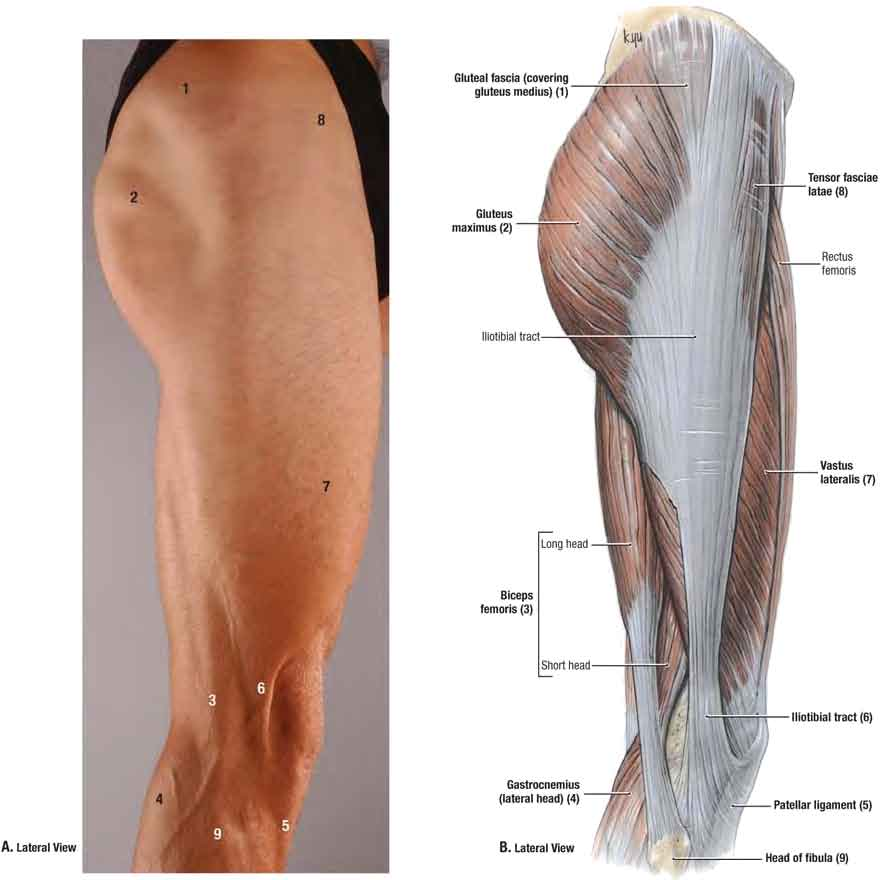 1
8
2
7
6
3
4
9
5
A. Lateral View
kyu
Gluteal fascia (covering
gluteus medius) (1)
Tensor fasciae
latae (8)
Gluteus
maximus (2)
Rectus
femoris
Iliotibial tract
Vastus
lateralis (7)
Long head
Biceps
femoris (3)
Short head
Iliotibial tract (6)
Gastrocnemius
(lateral head) (4)
Patellar ligament (5)
B. Lateral View
Head of fibula (9)